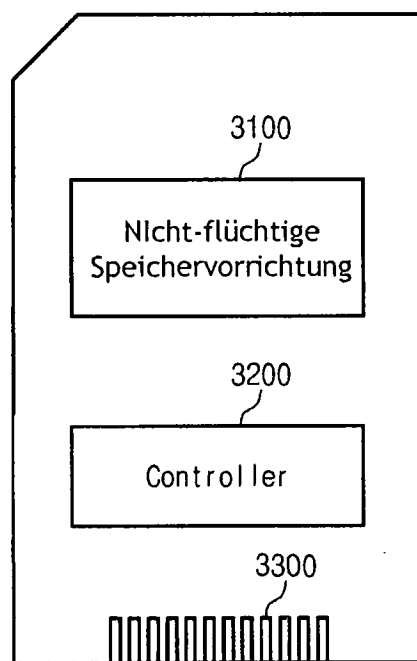 3100
NIcht-flüchtige
Speichervorrichtung
3200
Controller
3300